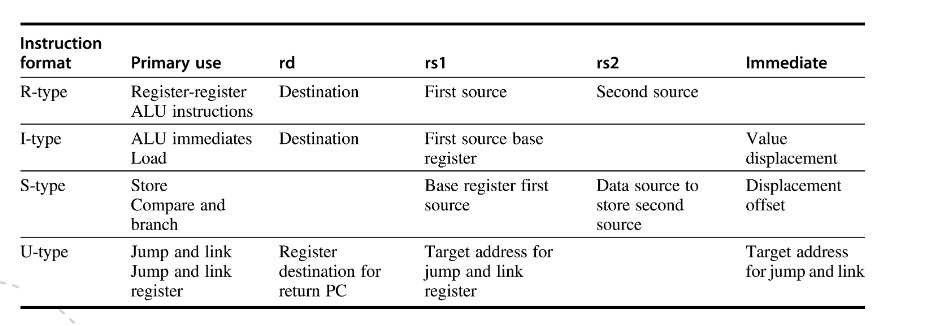 Instruction
format Primary use rd rs1 rs2 Immediate
R-type Register-register Destination First source Second source
ALU instructions
I-type ALU immediates Destination First source base Value
Load register displacement
S-type Store Base register first Data source to Displacement
Compare and source store second offset
branch source
U-type Jump and link Register Target address for Target address
Jump and link destination for jump and link for jump and link
register return PC register